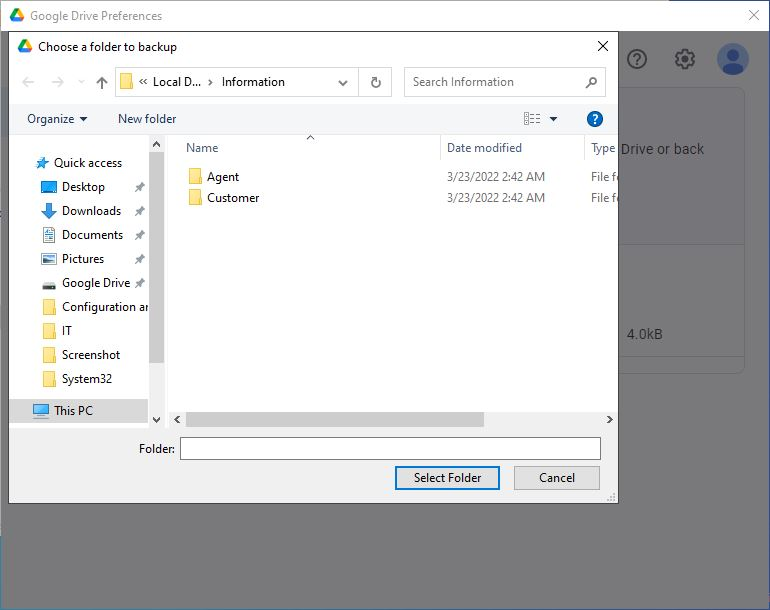 Google Drive Preferences
Choose a folder to backup
« Local D... › Information
Search Information
Organize
New folder
Name
Date modified
Type
Drive or back
Quick access
Desktop
Downloads
Documents
Pictures
Google Drive
Configuration ar
IT
Screenshot
System32
This PC
Agent
3/23/2022 2:42 AM
File f
Customer
3/23/2022 2:42 AM
File f
4.0kB
Folder:
Select Folder
Cancel